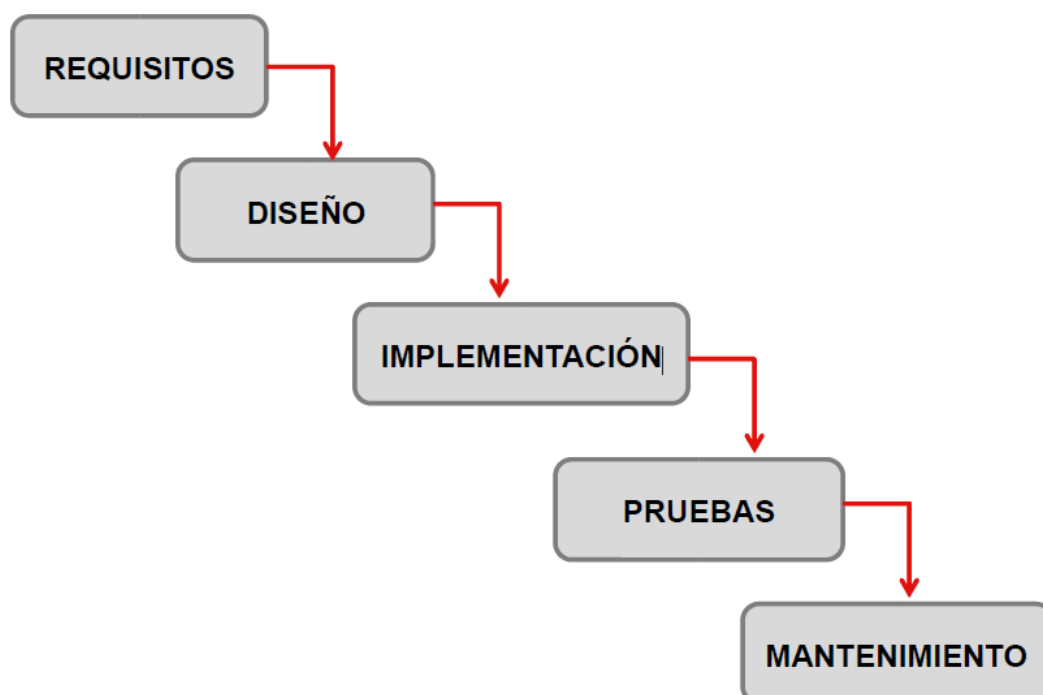 REQUISITOS
DISEÑO
IMPLEMENTACIÓN
PRUEBAS
MANTENIMIENTO